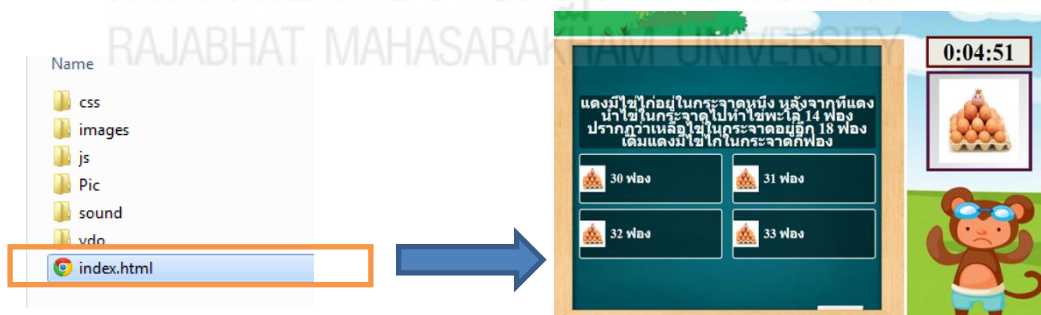 RAJABHAT MAHASARAKHAM UNIVERSITY
Name
css
images
js
Pic
sound
vdo
index.html
0:04:51
แดงมีไข่ไก่อยู่ในกระจาดหนึ่ง หลังจากที่แดง
นำไข่ในกระจาดไปทำไข่พะโล้ 14 ฟอง
ปรากฏว่าเหลือไข่ในกระจาดอยู่อีก 18 ฟอง
เดิมแดงมีไข่ไก่ในกระจาดกี่ฟอง
30 ฟอง
31 ฟอง
32 ฟอง
33 ฟอง